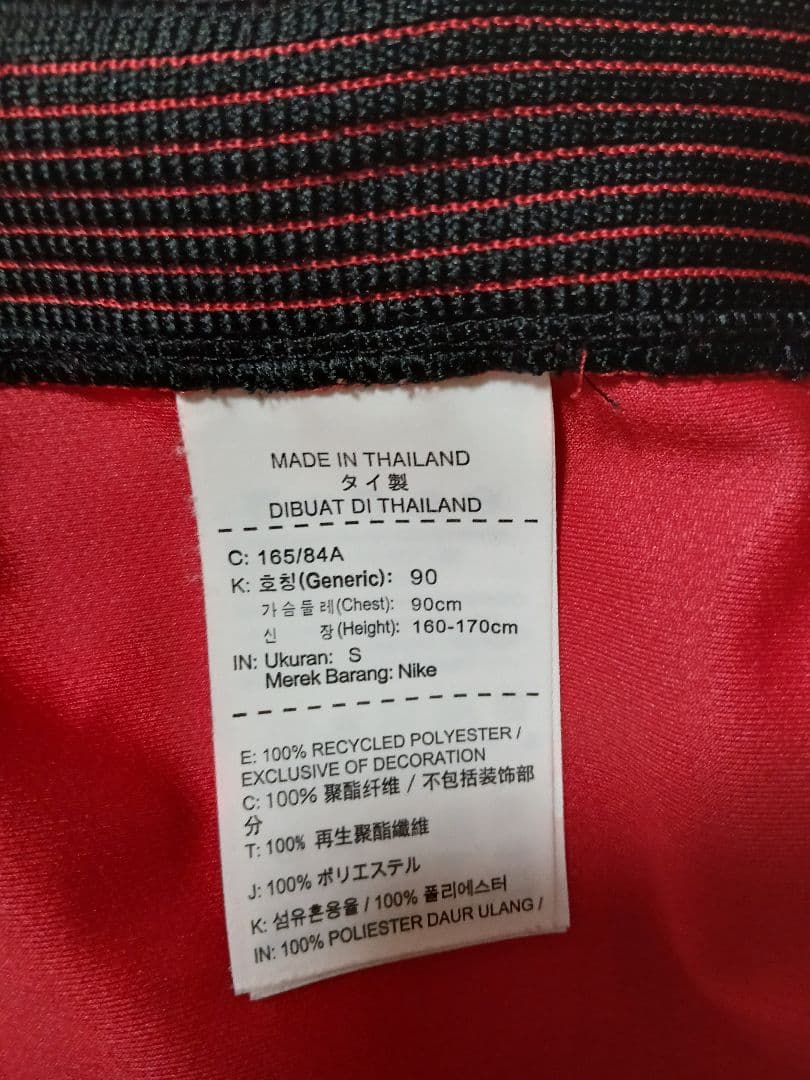 MADE IN THAILAND
タイ製
DIBUAT DI THAILAND
C: 165/84A
K: 호칭(Generic): 90
가슴둘레(Chest): 90cm
신 장(Height): 160-170cm
IN: Ukuran: S
Merek Barang: Nike
E: 100% RECYCLED POLYESTER /
EXCLUSIVE OF DECORATION
C: 100% 聚酯纤维 / 不包括装饰部
分
T: 100% 再生聚酯纖維
J: 100% ポリエステル
K: 섬유혼용율 / 100% 폴리에스터
IN: 100% POLIESTER DAUR ULANG /